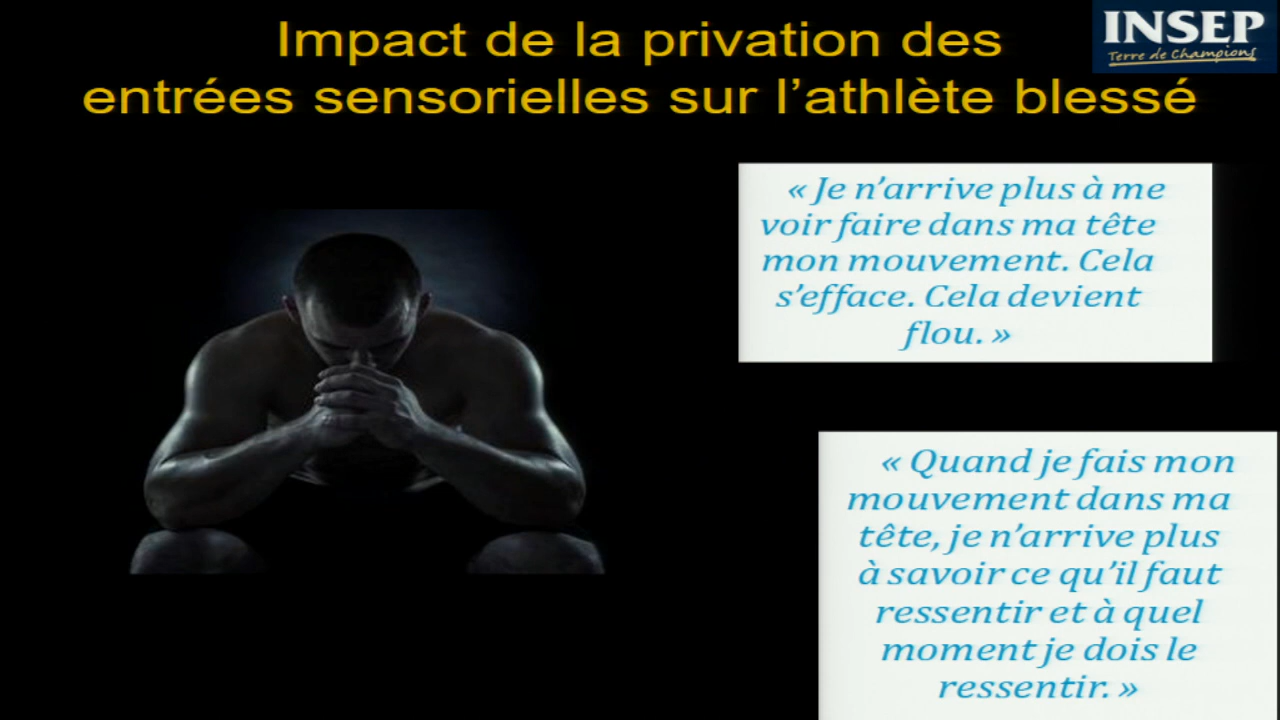 Impact de la privation des
entrées sensorielles sur l’athlète blessé
INSEP
Terre de Champions
« Je n’arrive plus à me
voir faire dans ma tête
mon mouvement. Cela
s’efface. Cela devient
flou. »
« Quand je fais mon
mouvement dans ma
tête, je n’arrive plus
à savoir ce qu’il faut
ressentir et à quel
moment je dois le
ressentir. »